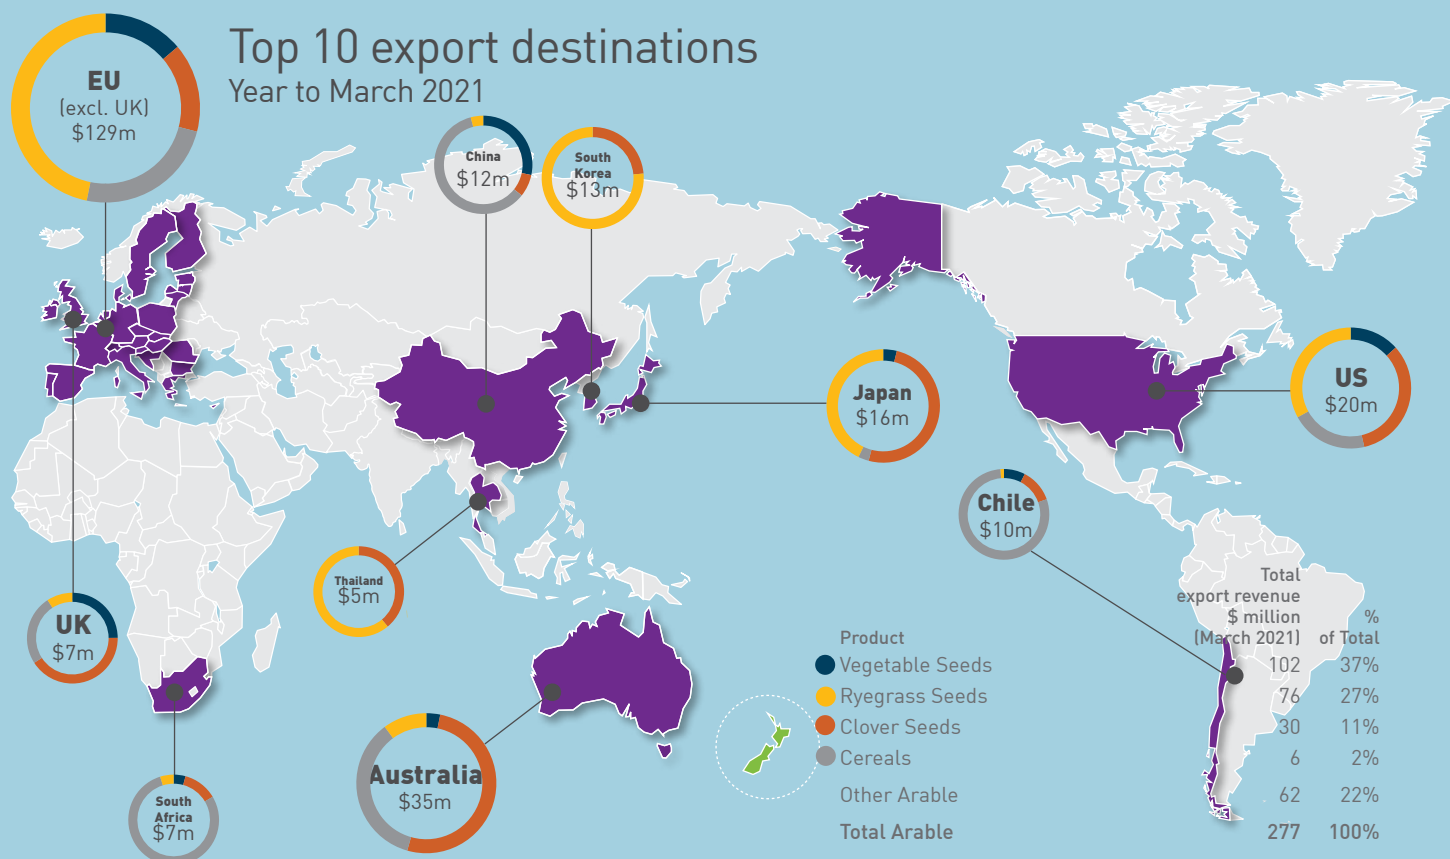 Top 10 export destinations
Year to March 2021
EU
(excl. UK)
$129m
China
$12m
South
Korea
$13m
Japan
$16m
US
$20m
Chile
$10m
Thailand
$5m
UK
$7m
South
Africa
$7m
Australia
$35m
Total
export revenue
$ million %
Product (March 2021) of Total
Vegetable Seeds 102 37%
Ryegrass Seeds 76 27%
Clover Seeds 30 11%
Cereals 6 2%
Other Arable 62 22%
Total Arable 277 100%